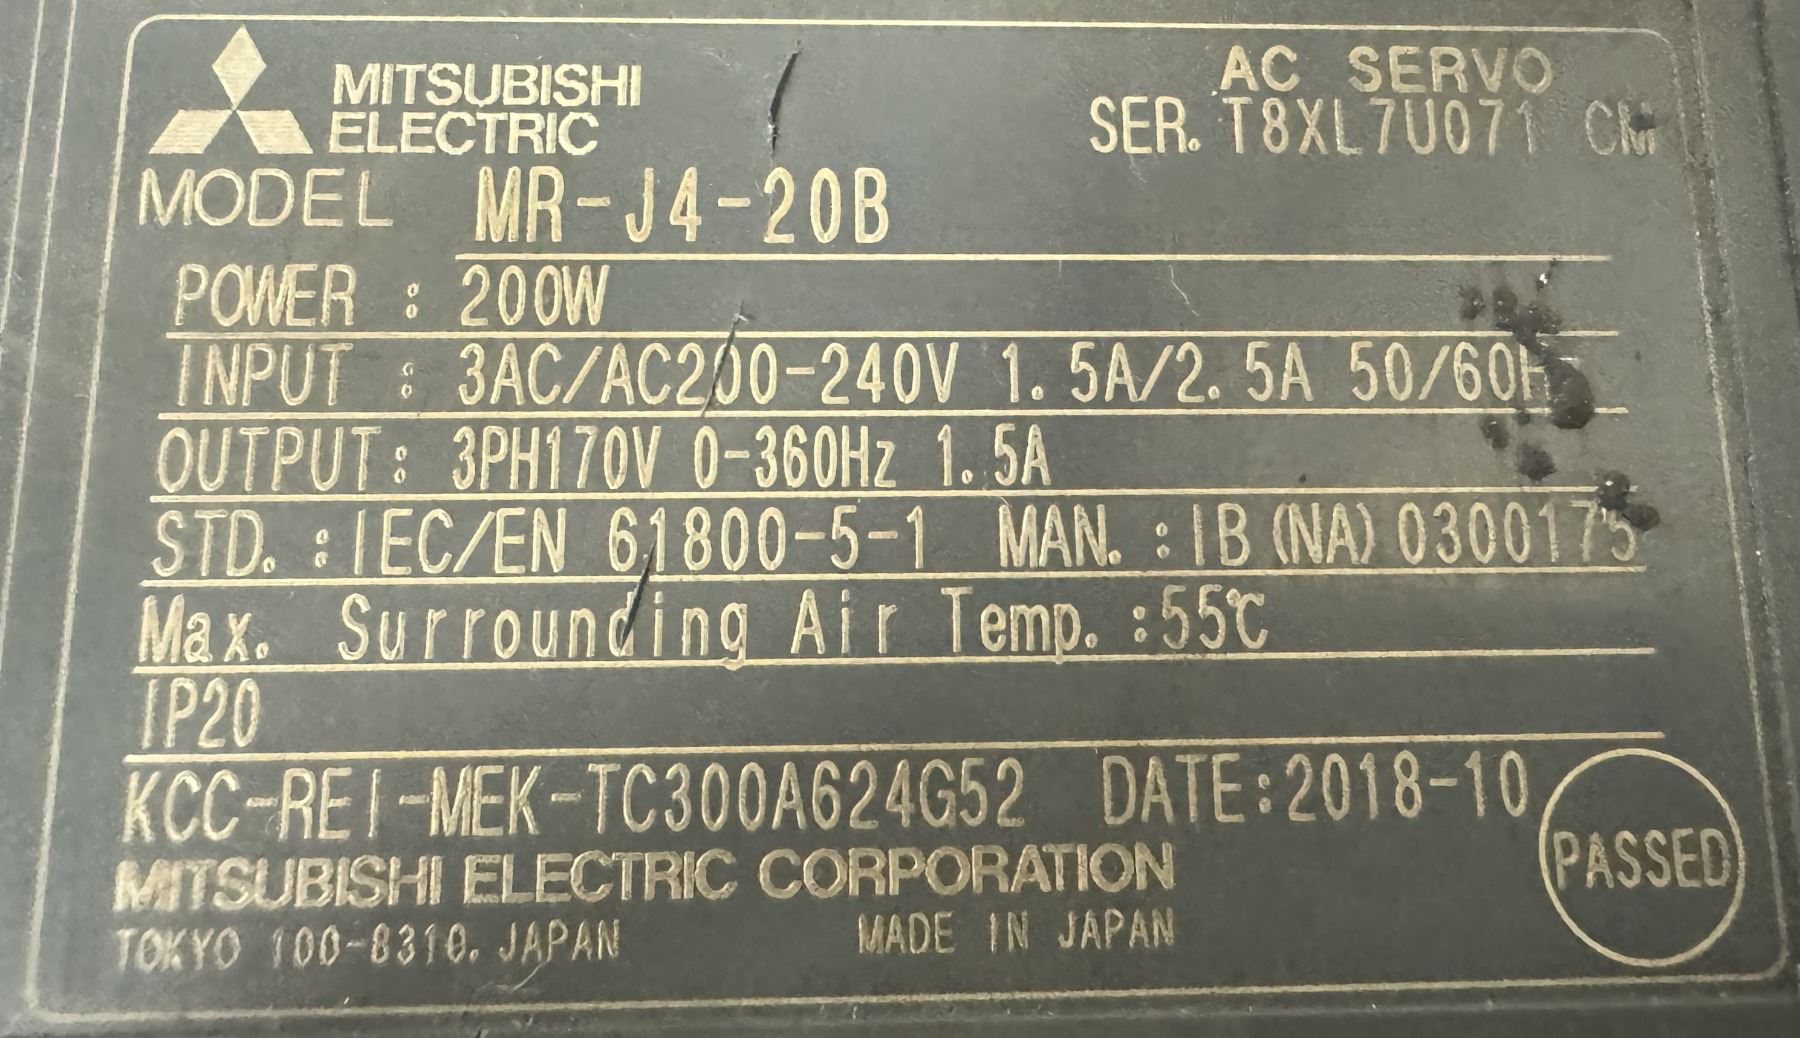 MITSUBISHI
ELECTRIC
AC SERVO
SER. T8XL7U071
MODEL MR-J4-20B
POWER : 200W
INPUT : 3AC/AC200-240V 1.5A/2.5A 50/60H
OUTPUT: 3PH170V 0-360Hz 1.5A
STD. : IEC/EN 61800-5-1 MAN. : IB(NA)0300175
Max. Surrounding Air Temp. :55℃
IP20
KCC-REI-MEK-TC300A624G52 DATE:2018-10
PASSED
MITSUBISHI ELECTRIC CORPORATION
TOKYO 100-8310, JAPAN MADE IN JAPAN